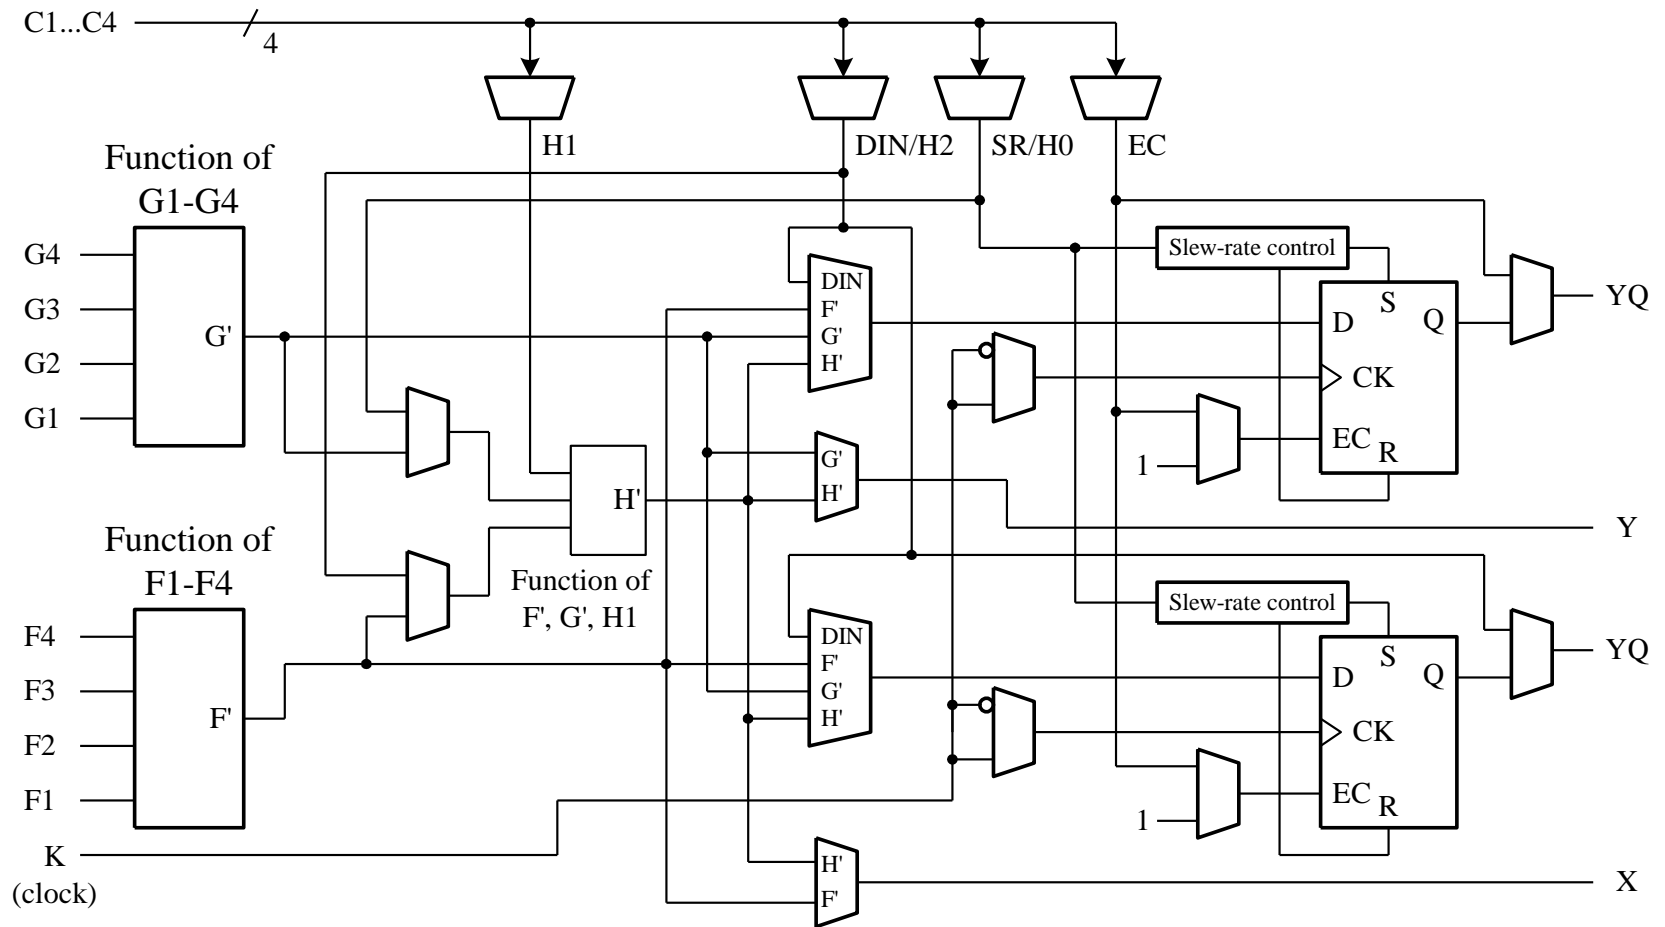 C1...C4
4
H1
DIN/H2
SR/H0
EC
Function of
G1-G4
G4
G3
G2
G1
G'
DIN
F'
G'
H'
Slew-rate control
S
D
Q
CK
EC
R
1
YQ
G'
H'
Y
H'
Function of
F', G', H1
Function of
F1-F4
F4
F3
F2
F1
F'
DIN
F'
G'
H'
Slew-rate control
S
D
Q
CK
EC
R
1
YQ
K
(clock)
H'
F'
X